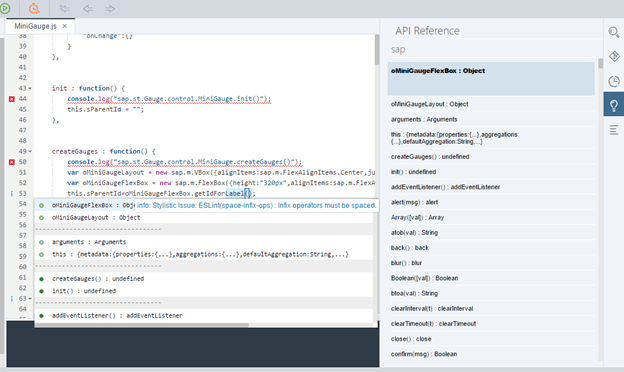 MiniGauge.js ×
38 "onChange":{}
39 }
40 },
41
42
43 init : function() {
44 console.log("sap.st.Gauge.control.MiniGauge.init()");
45 this.sParentId = "";
46 },
47
48
49 createGauges : function() {
50 console.log("sap.st.Gauge.control.MiniGauge.createGauges()");
51 var oMiniGaugeLayout = new sap.m.VBox({alignItems:sap.m.FlexAlignItems.Center,ju
52 var oMiniGaugeFlexBox = new sap.m.FlexBox({height:"320px",alignItems:sap.m.FlexA
53 this.sParentId=oMiniGaugeFlexBox.getIdForLabel();
54 oMiniGaugeFlexBox : Obj info: Stylistic Issue: ESLint(space-infix-ops) : Infix operators must be spaced.
55 oMiniGaugeLayout : Object
56 --------------------------------
57 arguments : Arguments
58
59 this : {metadata:{properties:{...},aggregations:{...},defaultAggregation:String,...}
60 --------------------------------
61 createGauges() : undefined
62 init() : undefined
63 --------------------------------
64 addEventListener() : addEventListener
API Reference
sap
oMiniGaugeFlexBox : Object
oMiniGaugeLayout : Object
arguments : Arguments
this : {metadata:{properties:{...},aggregations:
{...},defaultAggregation:String,...}
createGauges() : undefined
init() : undefined
addEventListener() : addEventListener
alert(msg) : alert
Array([val]) : Array
atob(val) : String
back() : back
blur() : blur
Boolean([val]) : Boolean
btoa(val) : String
clearInterval(t) : clearInterval
clearTimeout(t) : clearTimeout
close() : close
confirm(msg) : Boolean